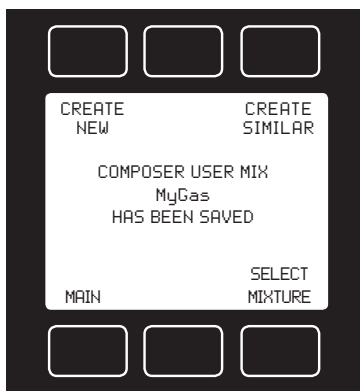 CREATE NEW
CREATE SIMILAR
COMPOSER USER MIX
MyGas
HAS BEEN SAVED
MAIN
SELECT MIXTURE